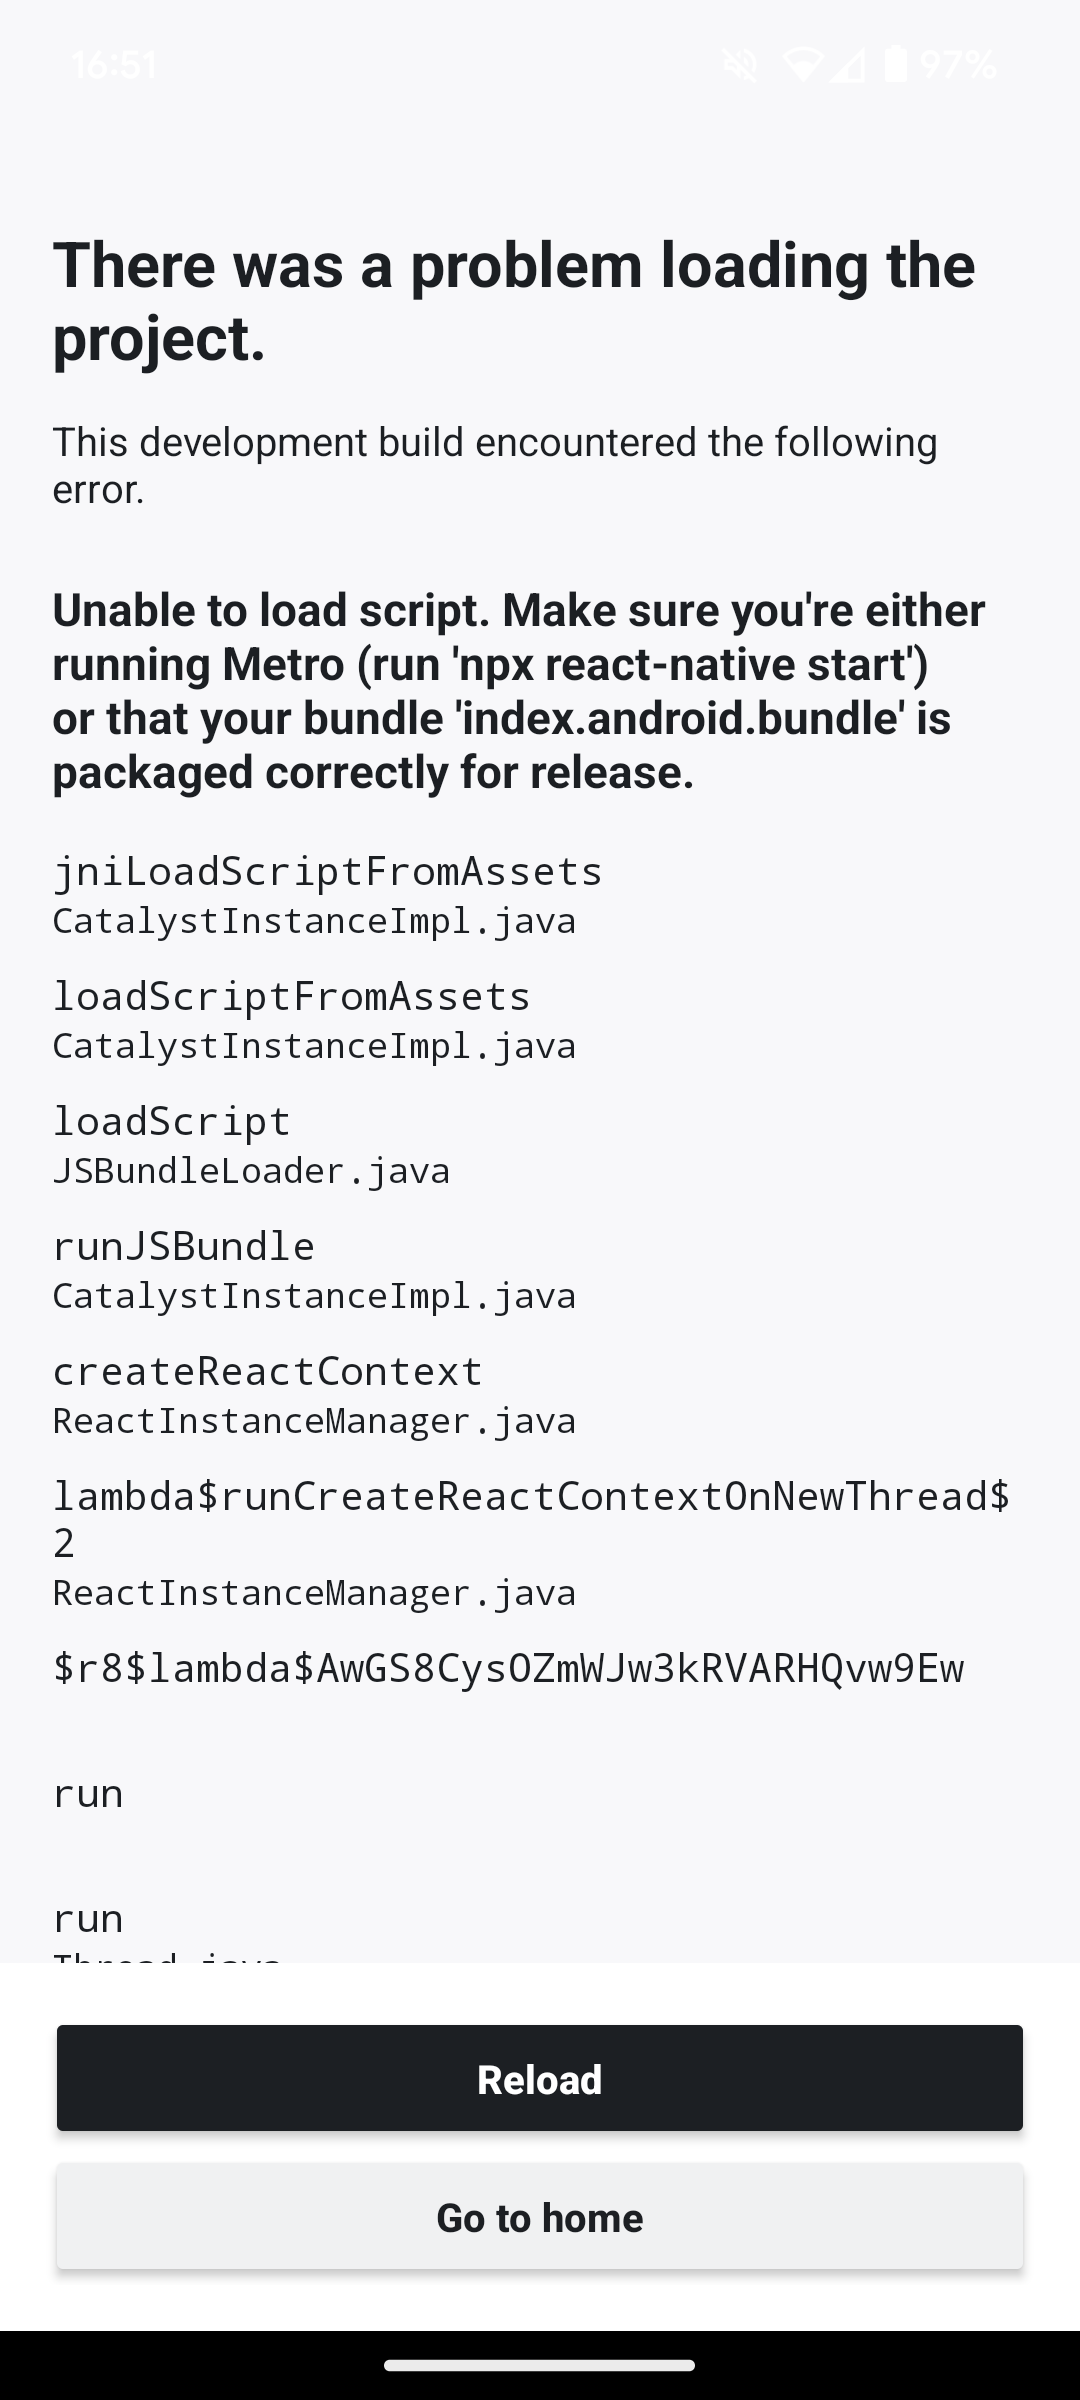 16:51 97%
There was a problem loading the
project.
This development build encountered the following
error.
Unable to load script. Make sure you're either
running Metro (run 'npx react-native start')
or that your bundle 'index.android.bundle' is
packaged correctly for release.
jniLoadScriptFromAssets
CatalystInstanceImpl.java
loadScriptFromAssets
CatalystInstanceImpl.java
loadScript
JSBundleLoader.java
runJSBundle
CatalystInstanceImpl.java
createReactContext
ReactInstanceManager.java
lambda$runCreateReactContextOnNewThread$
2
ReactInstanceManager.java
$r8$lambda$AwGS8CysOZmWJw3kRVARHQvw9Ew
run
run
Thread.java
Reload
Go to home